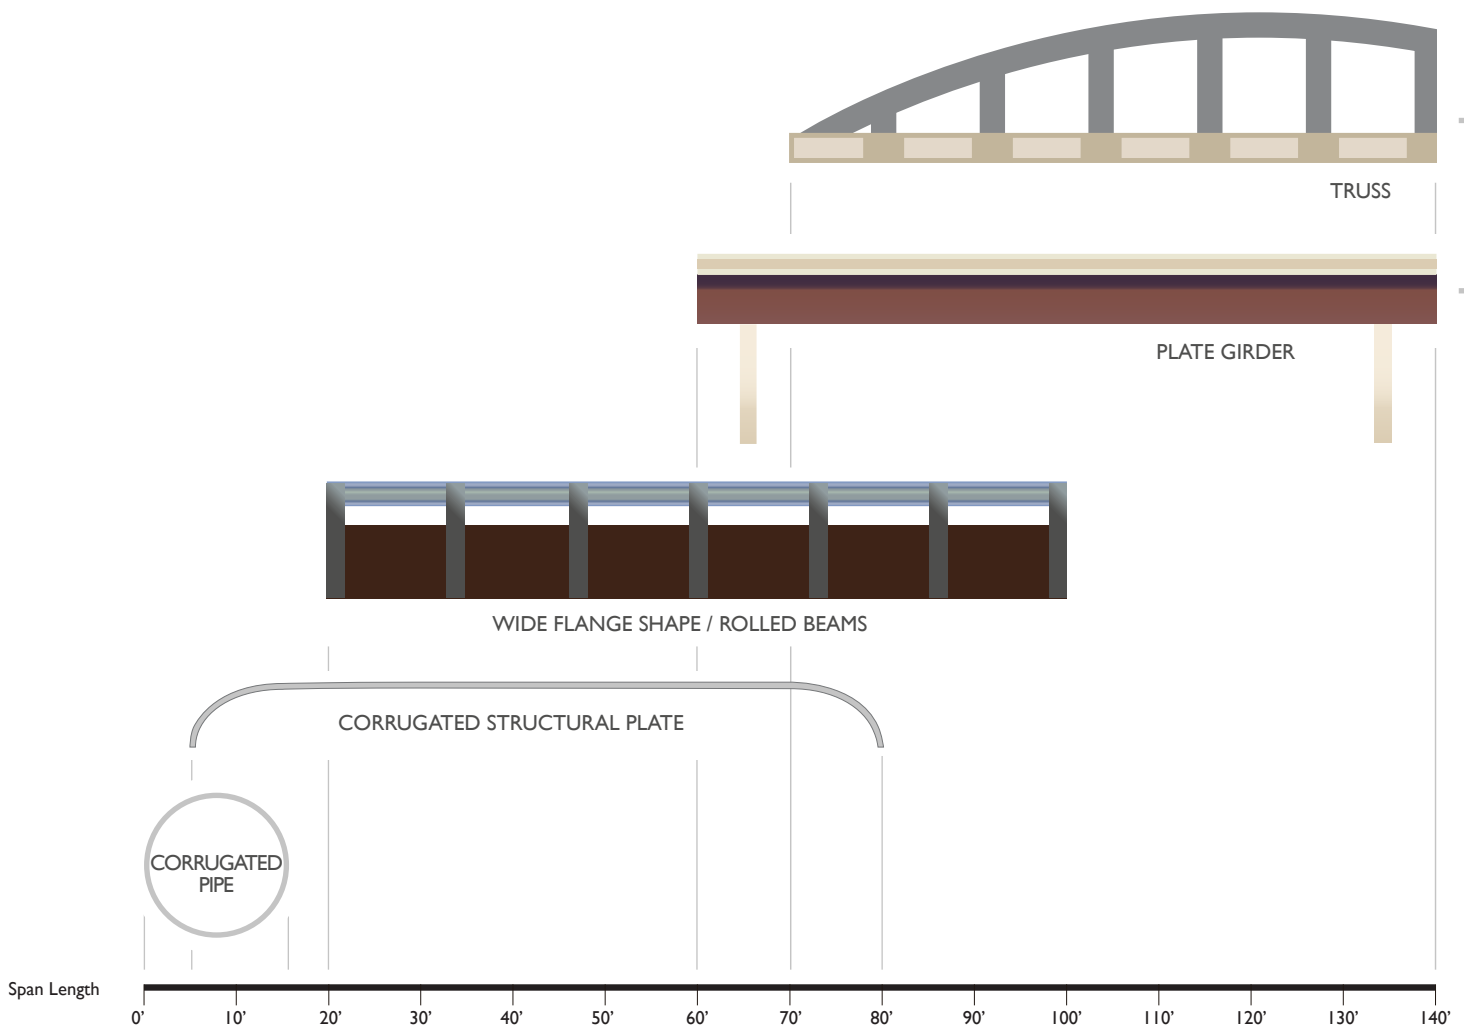 TRUSS
PLATE GIRDER
WIDE FLANGE SHAPE / ROLLED BEAMS
CORRUGATED STRUCTURAL PLATE
CORRUGATED
PIPE
Span Length
0’ 10’ 20’ 30’ 40’ 50’ 60’ 70’ 80’ 90’ 100’ 110’ 120’ 130’ 140’